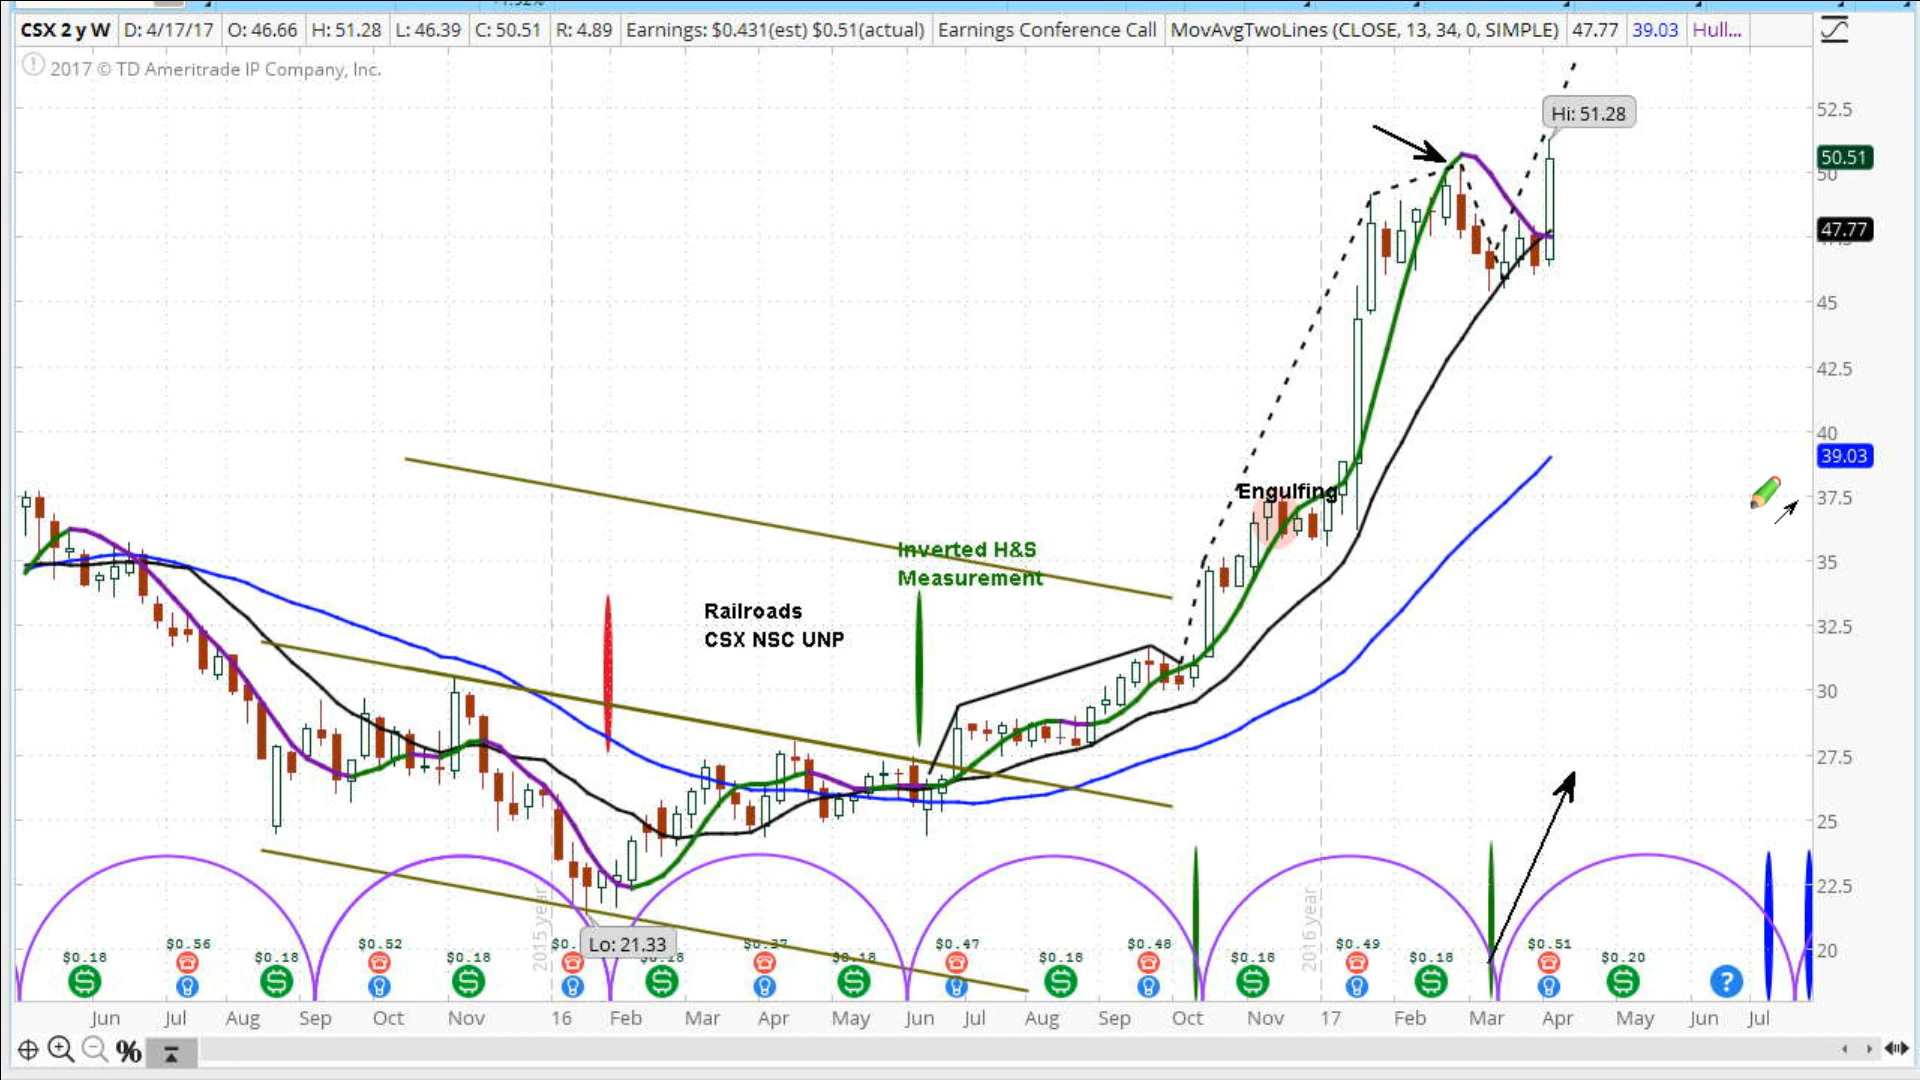 CSX 2 y W D: 4/17/17 O: 46.66 H: 51.28 L: 46.39 C: 50.51 R: 4.89 Earnings: $0.431(est) $0.51(actual) Earnings Conference Call MovAvgTwoLines (CLOSE, 13, 34, 0, SIMPLE) 47.77 39.03 Hull...
2017 © TD Ameritrade IP Company, Inc.
Hi: 51.28
52.5
50.51
50
47.77
45
42.5
40
39.03
37.5
35
32.5
30
27.5
25
22.5
20
Engulfing
Inverted H&S
Measurement
Railroads
CSX NSC UNP
2015 year
2016 year
Lo: 21.33
$0.18 $0.56 $0.18 $0.52 $0.18 $0.18 $0.37 $0.18 $0.47 $0.18 $0.48 $0.18 $0.49 $0.18 $0.51 $0.20
?
Jun Jul Aug Sep Oct Nov 16 Feb Mar Apr May Jun Jul Aug Sep Oct Nov 17 Feb Mar Apr May Jun Jul
%